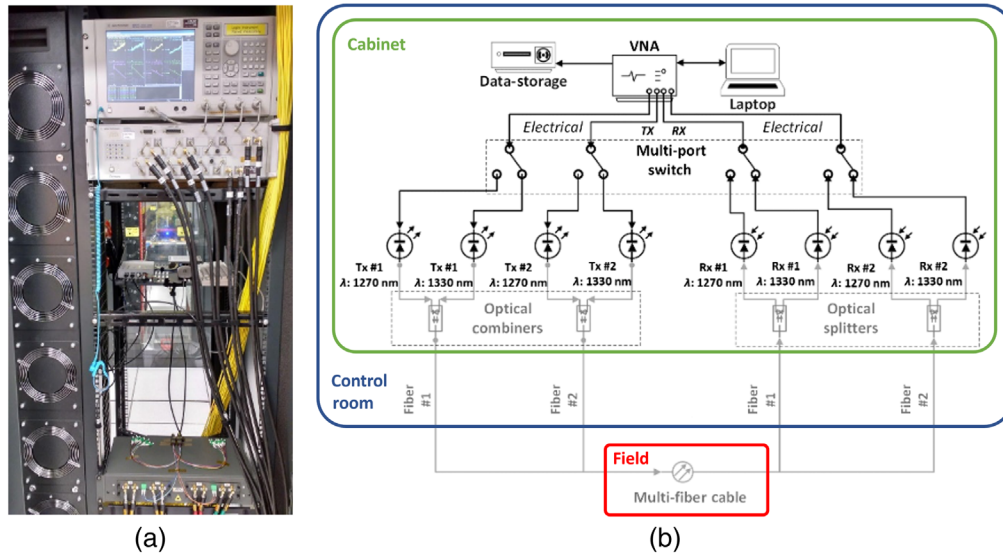 Cabinet
VNA
Data-storage
Laptop
Electrical
TX
RX
Electrical
Multi-port
switch
Tx #1
λ: 1270 nm
Tx #1
λ: 1330 nm
Tx #2
λ: 1270 nm
Tx #2
λ: 1330 nm
Rx #1
λ: 1270 nm
Rx #1
λ: 1330 nm
Rx #2
λ: 1270 nm
Rx #2
λ: 1330 nm
Optical
combiners
Optical
splitters
Control
room
Fiber
#1
Fiber
#2
Fiber
#1
Fiber
#2
Field
Multi-fiber cable
(a)
(b)